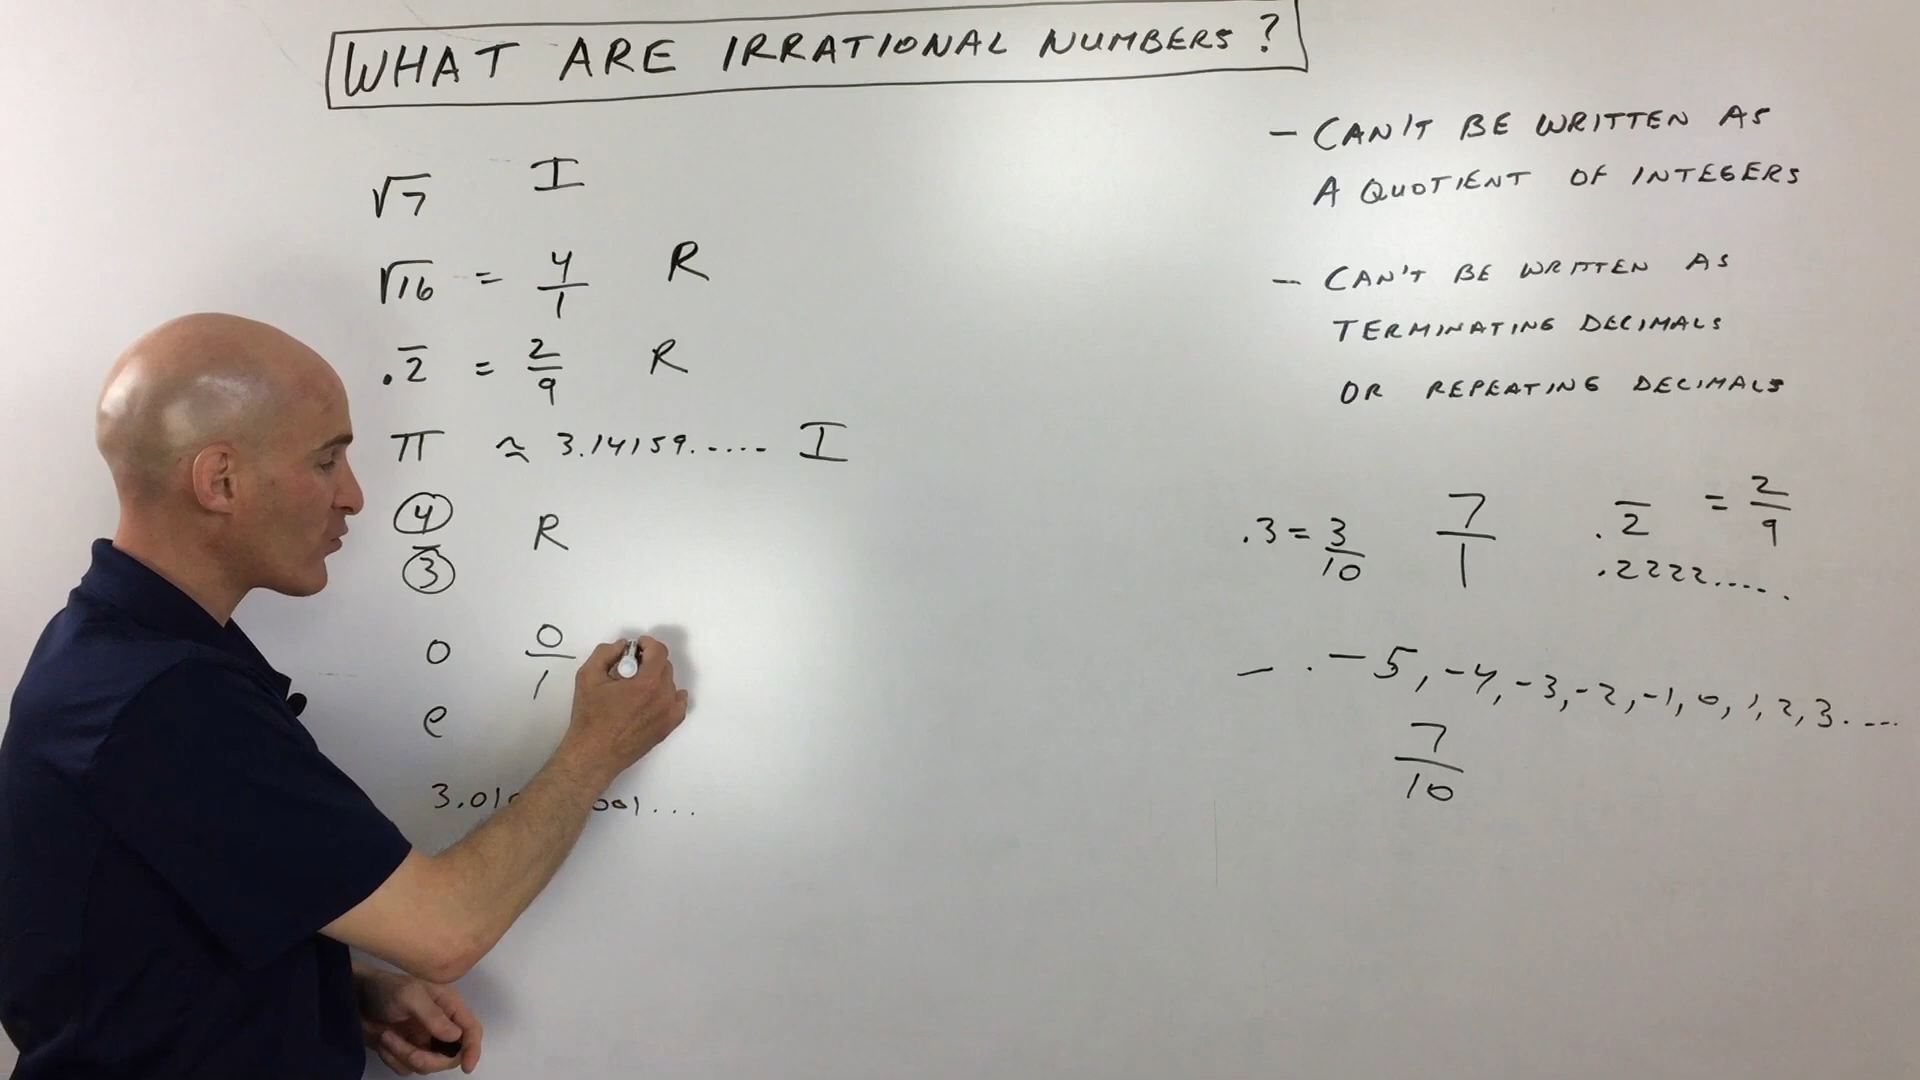 WHAT ARE IRRATIONAL NUMBERS?
√7 I
√16 = 4/1 R
.2̅ = 2/9 R
π ≈ 3.14159..... I
4/3 R
0 0/1
e
3.01 001...
- CAN'T BE WRITTEN AS
A QUOTIENT OF INTEGERS
- CAN'T BE WRITTEN AS
TERMINATING DECIMALS
OR REPEATING DECIMALS
.3 = 3/10 7/1 .2̅ = 2/9
.2222.....
-5, -4, -3, -2, -1, 0, 1, 2, 3....
7/10